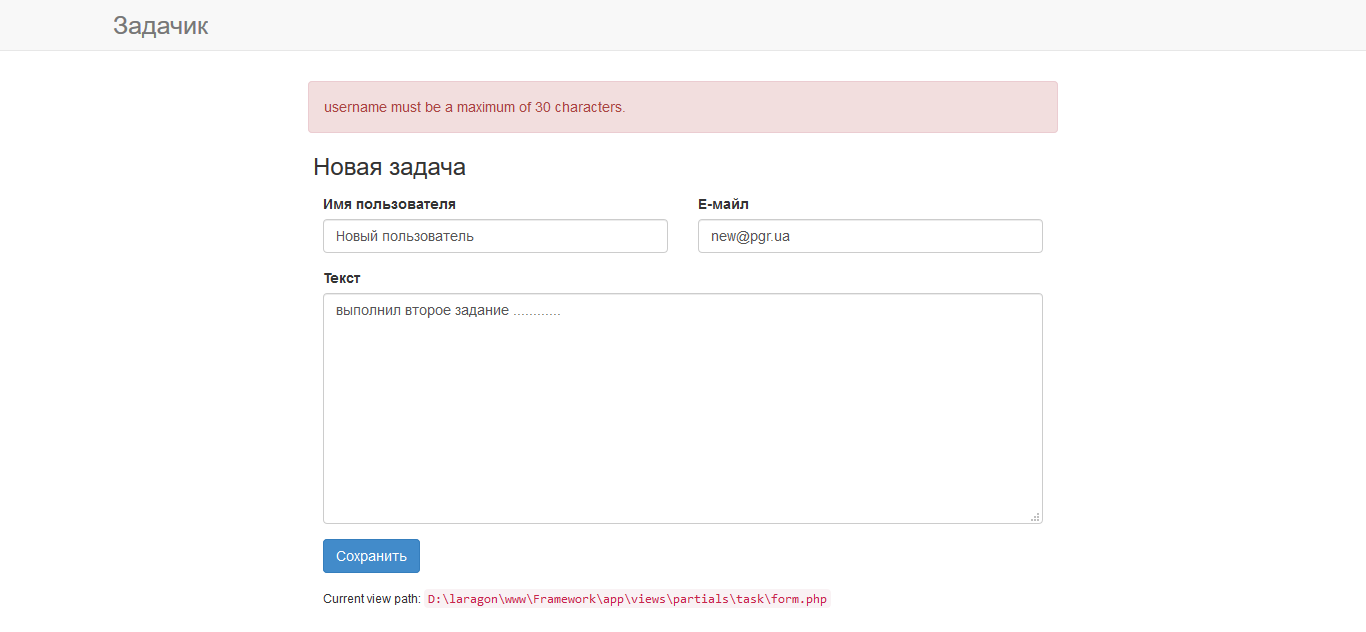 Задачик
username must be a maximum of 30 characters.
Новая задача
Имя пользователя E-майл
Новый пользователь new@pgr.ua
Текст
выполнил второе задание ............
Сохранить
Current view path: D:\laragon\www\Framework\app\views\partials\task\form.php